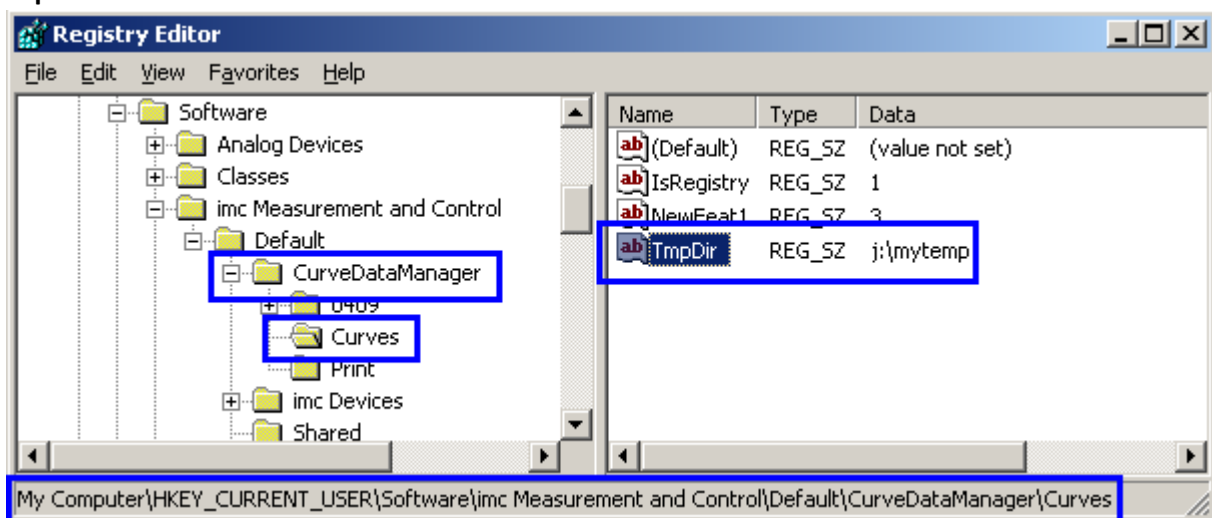 Registry Editor
File Edit View Favorites Help
Software
Analog Devices
Classes
imc Measurement and Control
Default
CurveDataManager
0409
Curves
Print
imc Devices
Shared
Name Type Data
(Default) REG_SZ (value not set)
IsRegistry REG_SZ 1
NewFeat1 REG_SZ 3
TmpDir REG_SZ j:\mytemp
My Computer\HKEY_CURRENT_USER\Software\imc Measurement and Control\Default\CurveDataManager\Curves